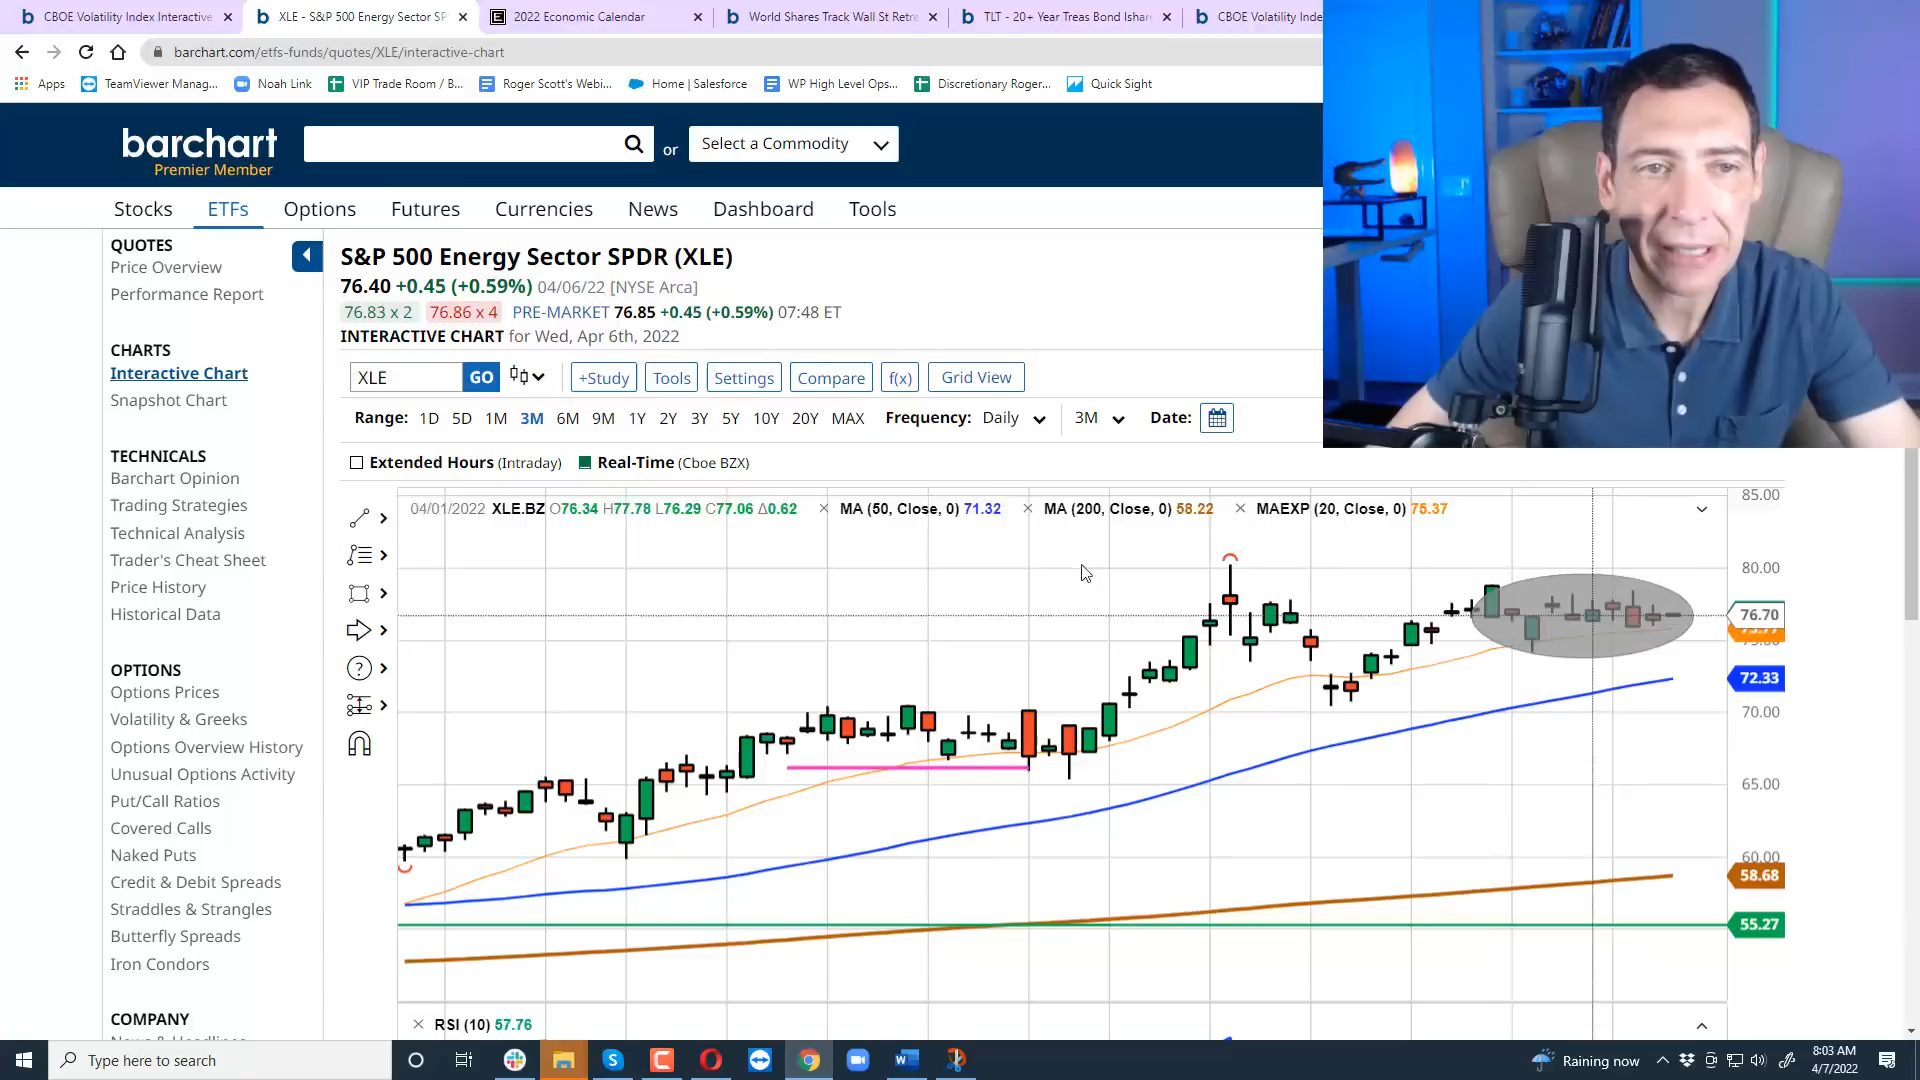 CBOE Volatility Index Interactive
XLE - S&P 500 Energy Sector SP
2022 Economic Calendar
World Shares Track Wall St Retre
TLT - 20+ Year Treas Bond Ishar
CBOE Volatility Inde
barchart.com/etfs-funds/quotes/XLE/interactive-chart
Apps
TeamViewer Manag...
Noah Link
VIP Trade Room / B...
Roger Scott's Webi...
Home | Salesforce
WP High Level Ops...
Discretionary Roger...
Quick Sight
barchart
Premier Member
or
Select a Commodity
Stocks ETFs Options Futures Currencies News Dashboard Tools
QUOTES
Price Overview
Performance Report
CHARTS
Interactive Chart
Snapshot Chart
TECHNICALS
Barchart Opinion
Trading Strategies
Technical Analysis
Trader's Cheat Sheet
Price History
Historical Data
OPTIONS
Options Prices
Volatility & Greeks
Options Overview History
Unusual Options Activity
Put/Call Ratios
Covered Calls
Naked Puts
Credit & Debit Spreads
Straddles & Strangles
Butterfly Spreads
Iron Condors
COMPANY
S&P 500 Energy Sector SPDR (XLE)
76.40 +0.45 (+0.59%) 04/06/22 [NYSE Arca]
76.83 x 2 76.86 x 4 PRE-MARKET 76.85 +0.45 (+0.59%) 07:48 ET
INTERACTIVE CHART for Wed, Apr 6th, 2022
XLE GO +Study Tools Settings Compare f(x) Grid View
Range: 1D 5D 1M 3M 6M 9M 1Y 2Y 3Y 5Y 10Y 20Y MAX Frequency: Daily 3M Date:
Extended Hours (Intraday) Real-Time (Cboe BZX)
04/01/2022 XLE.BZ O76.34 H77.78 L76.29 C77.06 Δ0.62 MA (50, Close, 0) 71.32 MA (200, Close, 0) 58.22 MAEXP (20, Close, 0) 75.37
85.00
80.00
76.70
72.33
70.00
65.00
60.00
58.68
55.27
RSI (10) 57.76
Type here to search
Raining now
8:03 AM
4/7/2022